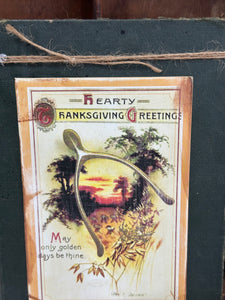 HEARTY
THANKSGIVING GREETINGS
May
only golden
days be thine